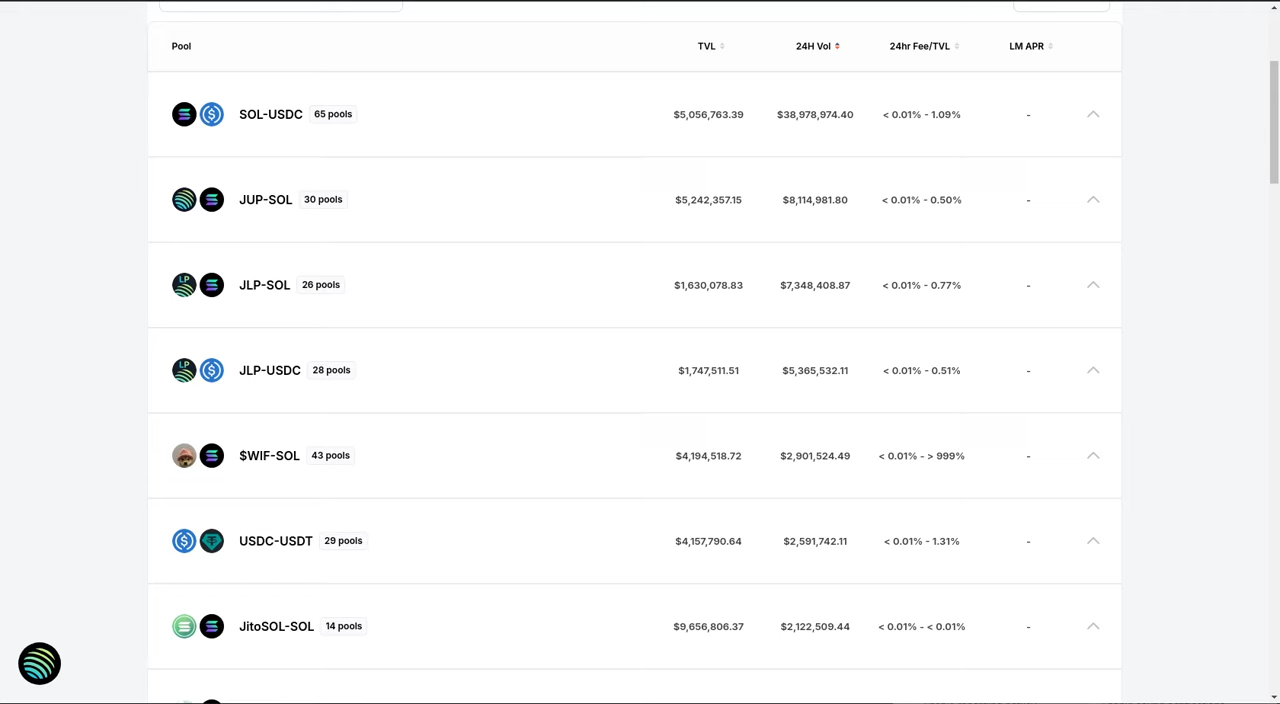 Pool TVL 24H Vol 24hr Fee/TVL LM APR
SOL-USDC 65 pools $5,056,763.39 $38,978,974.40 < 0.01% - 1.09% -
JUP-SOL 30 pools $5,242,357.15 $8,114,981.80 < 0.01% - 0.50% -
LP JLP-SOL 26 pools $1,630,078.83 $7,348,408.87 < 0.01% - 0.77% -
LP JLP-USDC 28 pools $1,747,511.51 $5,365,532.11 < 0.01% - 0.51% -
$WIF-SOL 43 pools $4,194,518.72 $2,901,524.49 < 0.01% - > 999% -
USDC-USDT 29 pools $4,157,790.64 $2,591,742.11 < 0.01% - 1.31% -
JitoSOL-SOL 14 pools $9,656,806.37 $2,122,509.44 < 0.01% - < 0.01% -